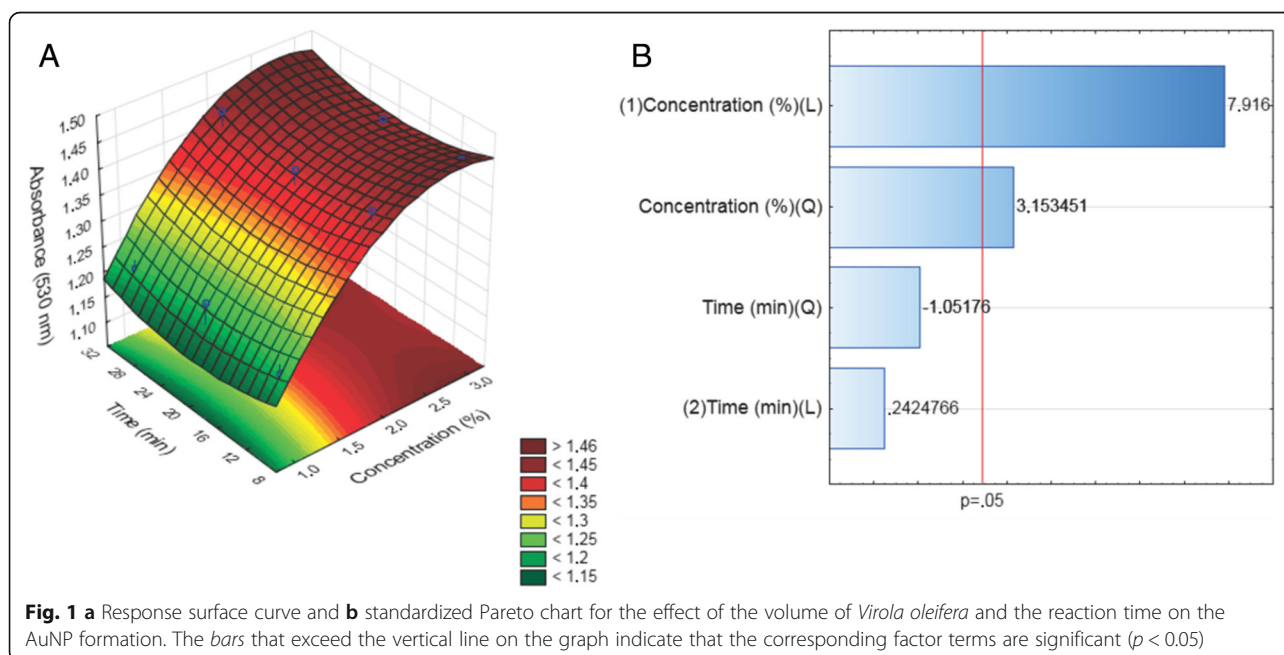 A
Absorbance (530 nm)
1.50
1.45
1.40
1.35
1.30
1.25
1.20
1.15
1.10
32
28
24
20
16
12
8
Time (min)
1.0
1.5
2.0
2.5
3.0
Concentration (%)
> 1.46
< 1.45
< 1.4
< 1.35
< 1.3
< 1.25
< 1.2
< 1.15
B
(1)Concentration (%)(L)
7.916
Concentration (%)(Q)
3.153451
Time (min)(Q)
-1.05176
(2)Time (min)(L)
.2424766
p=.05
Fig. 1 a Response surface curve and b standardized Pareto chart for the effect of the volume of Virola oleifera and the reaction time on the
AuNP formation. The bars that exceed the vertical line on the graph indicate that the corresponding factor terms are significant (p < 0.05)